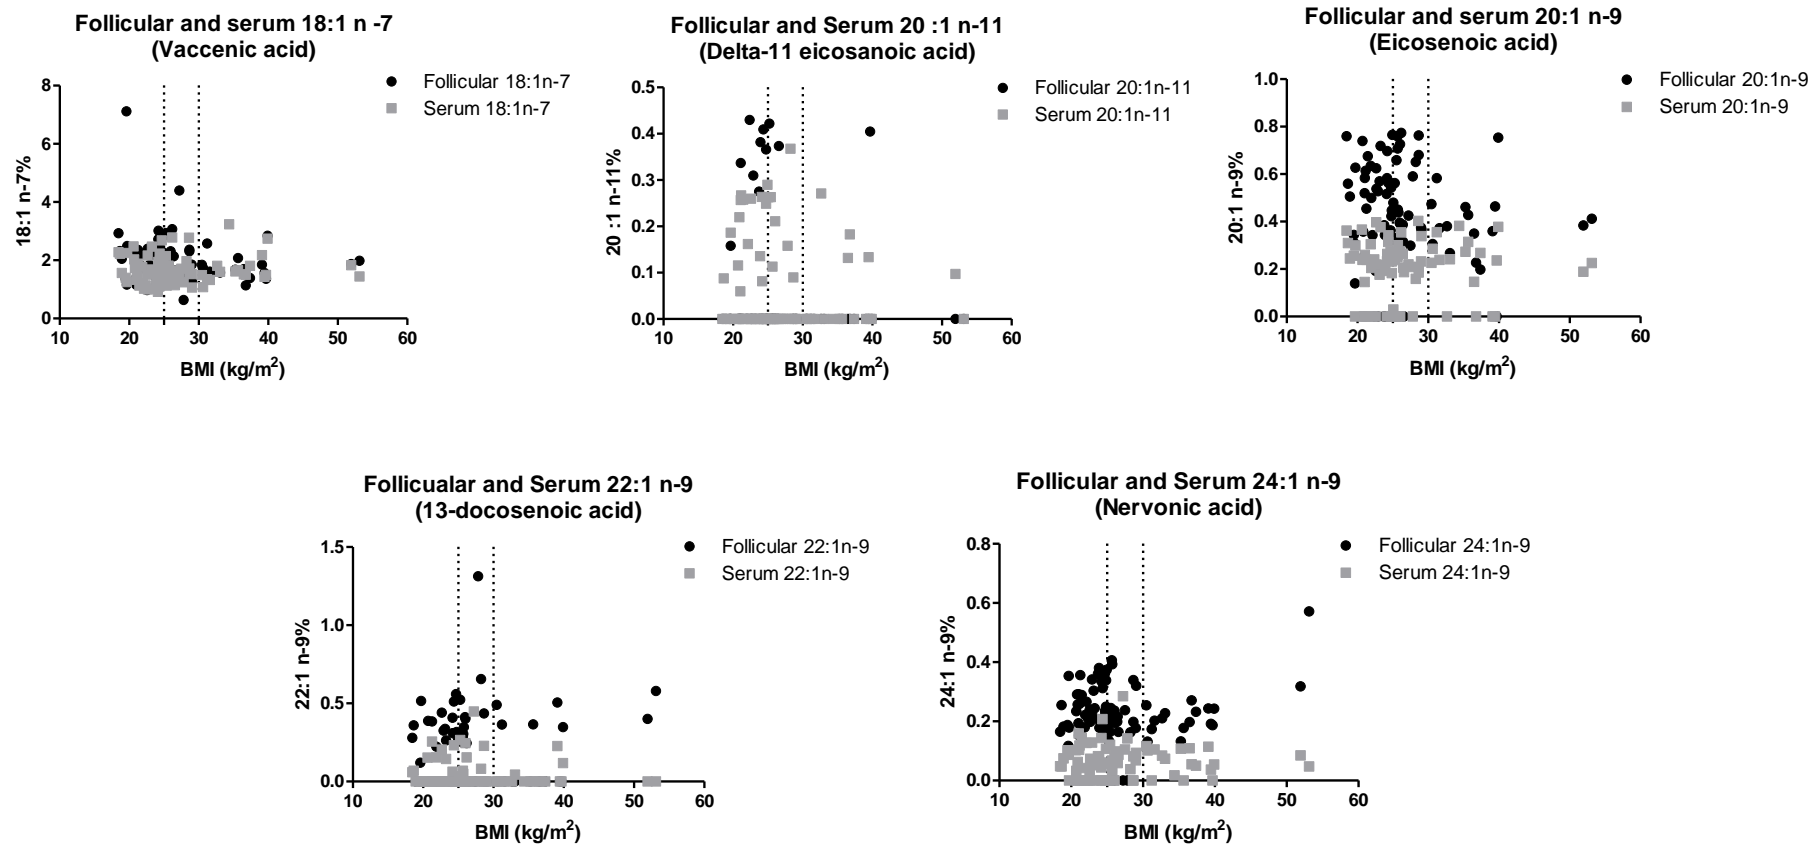 Follicular and serum 18:1 n -7
(Vaccenic acid)
Follicular 18:1n-7
Serum 18:1n-7
18:1 n-7%
8
6
4
2
0
10 20 30 40 50 60
BMI (kg/m²)
Follicular and Serum 20 :1 n-11
(Delta-11 eicosanoic acid)
Follicular 20:1n-11
Serum 20:1n-11
20 :1 n-11%
0.5
0.4
0.3
0.2
0.1
0.0
10 20 30 40 50 60
BMI (kg/m²)
Follicular and serum 20:1 n-9
(Eicosenoic acid)
Follicular 20:1n-9
Serum 20:1n-9
20:1 n-9%
1.0
0.8
0.6
0.4
0.2
0.0
10 20 30 40 50 60
BMI (kg/m²)
Follicualar and Serum 22:1 n-9
(13-docosenoic acid)
Follicular 22:1n-9
Serum 22:1n-9
22:1 n-9%
1.5
1.0
0.5
0.0
10 20 30 40 50 60
BMI (kg/m²)
Follicular and Serum 24:1 n-9
(Nervonic acid)
Follicular 24:1n-9
Serum 24:1n-9
24:1 n-9%
0.8
0.6
0.4
0.2
0.0
10 20 30 40 50 60
BMI (kg/m²)